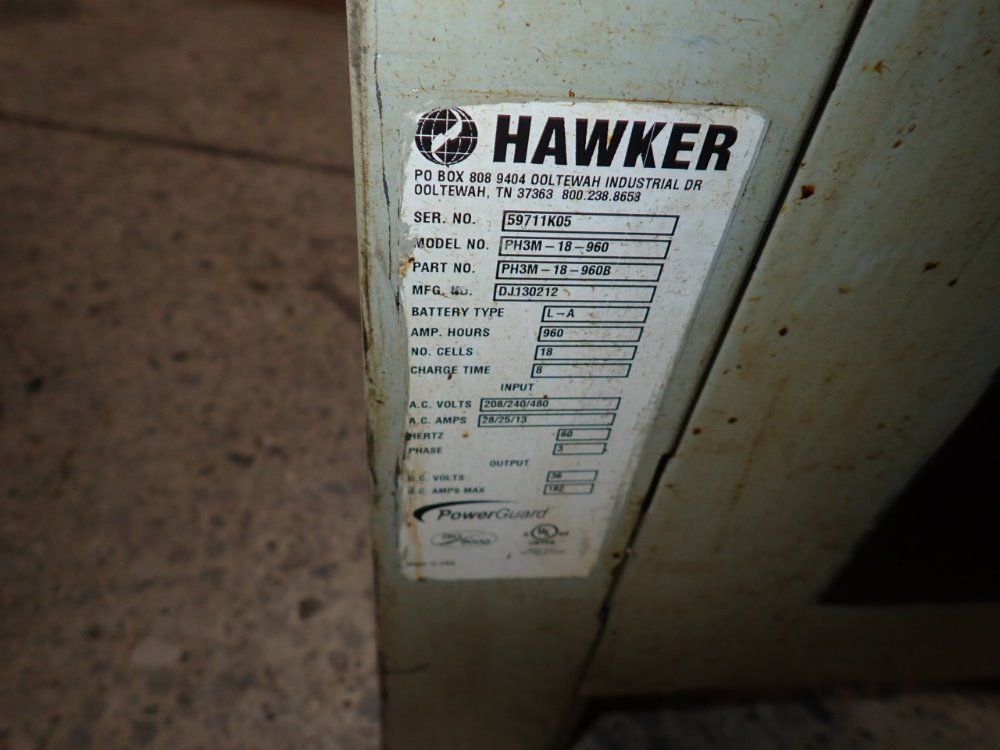 HAWKER
PO BOX 808 9404 OOLTEWAH INDUSTRIAL DR
OOLTEWAH, TN 37363 800.238.8658
SER. NO. 59711K05
MODEL NO. PH3M-18-960
PART NO. PH3M-18-960B
MFG. NO. DJ130212
BATTERY TYPE L-A
AMP. HOURS 960
NO. CELLS 18
CHARGE TIME 8
INPUT
A.C. VOLTS 208/240/480
A.C. AMPS 28/25/13
HERTZ 60
PHASE 3
OUTPUT
D.C. VOLTS 36
D.C. AMPS MAX 182
PowerGuard
UL